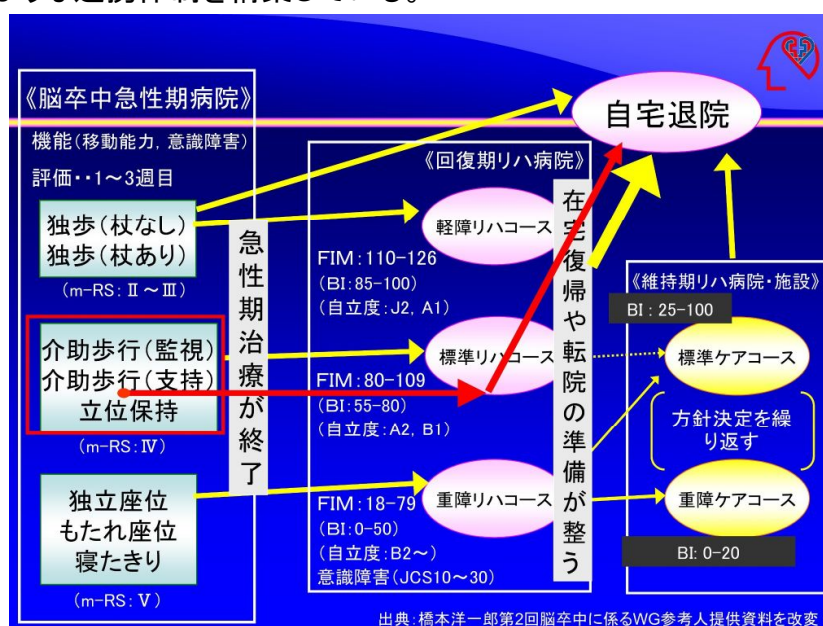 《脳卒中急性期病院》
機能(移動能力, 意識障害)
評価・・1～3週目
独歩(杖なし)
独歩(杖あり)
(m-RS:Ⅱ～Ⅲ)
介助歩行(監視)
介助歩行(支持)
立位保持
(m-RS:Ⅳ)
独立座位
もたれ座位
寝たきり
(m-RS:Ⅴ)
急性期治療が終了
《回復期リハ病院》
軽障リハコース
FIM:110-126
(BI:85-100)
(自立度:J2, A1)
標準リハコース
FIM:80-109
(BI:55-80)
(自立度:A2, B1)
重障リハコース
FIM:18-79
(BI:0-50)
(自立度:B2～)
意識障害(JCS10～30)
在宅復帰や転院の準備が整う
自宅退院
《維持期リハ病院・施設》
BI:25-100
標準ケアコース
方針決定を繰
り返す
重障ケアコース
BI:0-20
出典:橋本洋一郎第2回脳卒中に係るWG参考人提供資料を改変